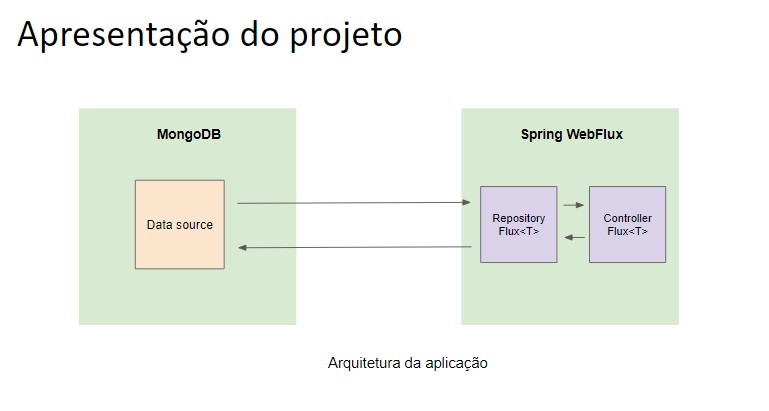 Apresentação do projeto
MongoDB
Data source
Spring WebFlux
Repository
Flux<T>
Controller
Flux<T>
Arquitetura da aplicação